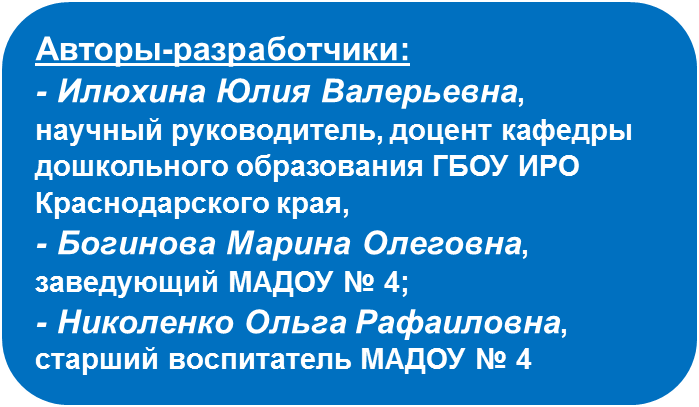 Авторы-разработчики:
- Илюхина Юлия Валерьевна,
научный руководитель, доцент кафедры
дошкольного образования ГБОУ ИРО
Краснодарского края,
- Богинова Марина Олеговна,
заведующий МАДОУ № 4;
- Николенко Ольга Рафаиловна,
старший воспитатель МАДОУ № 4